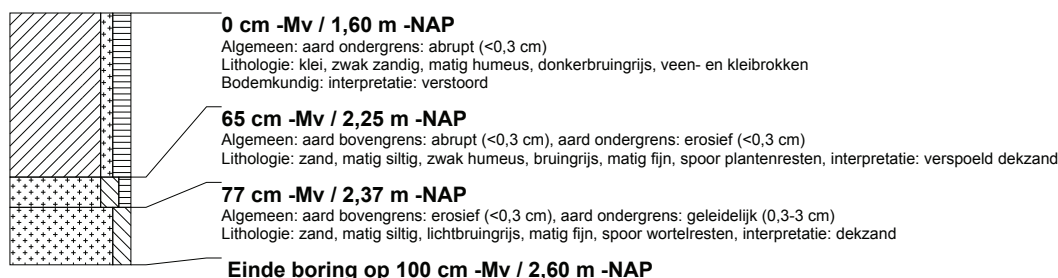 0 cm -Mv / 1,60 m -NAP
Algemeen: aard ondergrens: abrupt (<0,3 cm)
Lithologie: klei, zwak zandig, matig humeus, donkerbruingrijs, veen- en kleibrokken
Bodemkundig: interpretatie: verstoord
65 cm -Mv / 2,25 m -NAP
Algemeen: aard bovengrens: abrupt (<0,3 cm), aard ondergrens: erosief (<0,3 cm)
Lithologie: zand, matig siltig, zwak humeus, bruingrijs, matig fijn, spoor plantenresten, interpretatie: verspoeld dekzand
77 cm -Mv / 2,37 m -NAP
Algemeen: aard bovengrens: erosief (<0,3 cm), aard ondergrens: geleidelijk (0,3-3 cm)
Lithologie: zand, matig siltig, lichtbruingrijs, matig fijn, spoor wortelresten, interpretatie: dekzand
Einde boring op 100 cm -Mv / 2,60 m -NAP